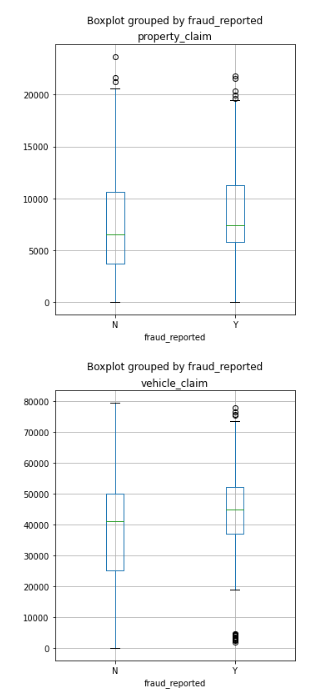 Boxplot grouped by fraud_reported
property_claim
20000
15000
10000
5000
0
N Y
fraud_reported
Boxplot grouped by fraud_reported
vehicle_claim
80000
70000
60000
50000
40000
30000
20000
10000
0
N Y
fraud_reported